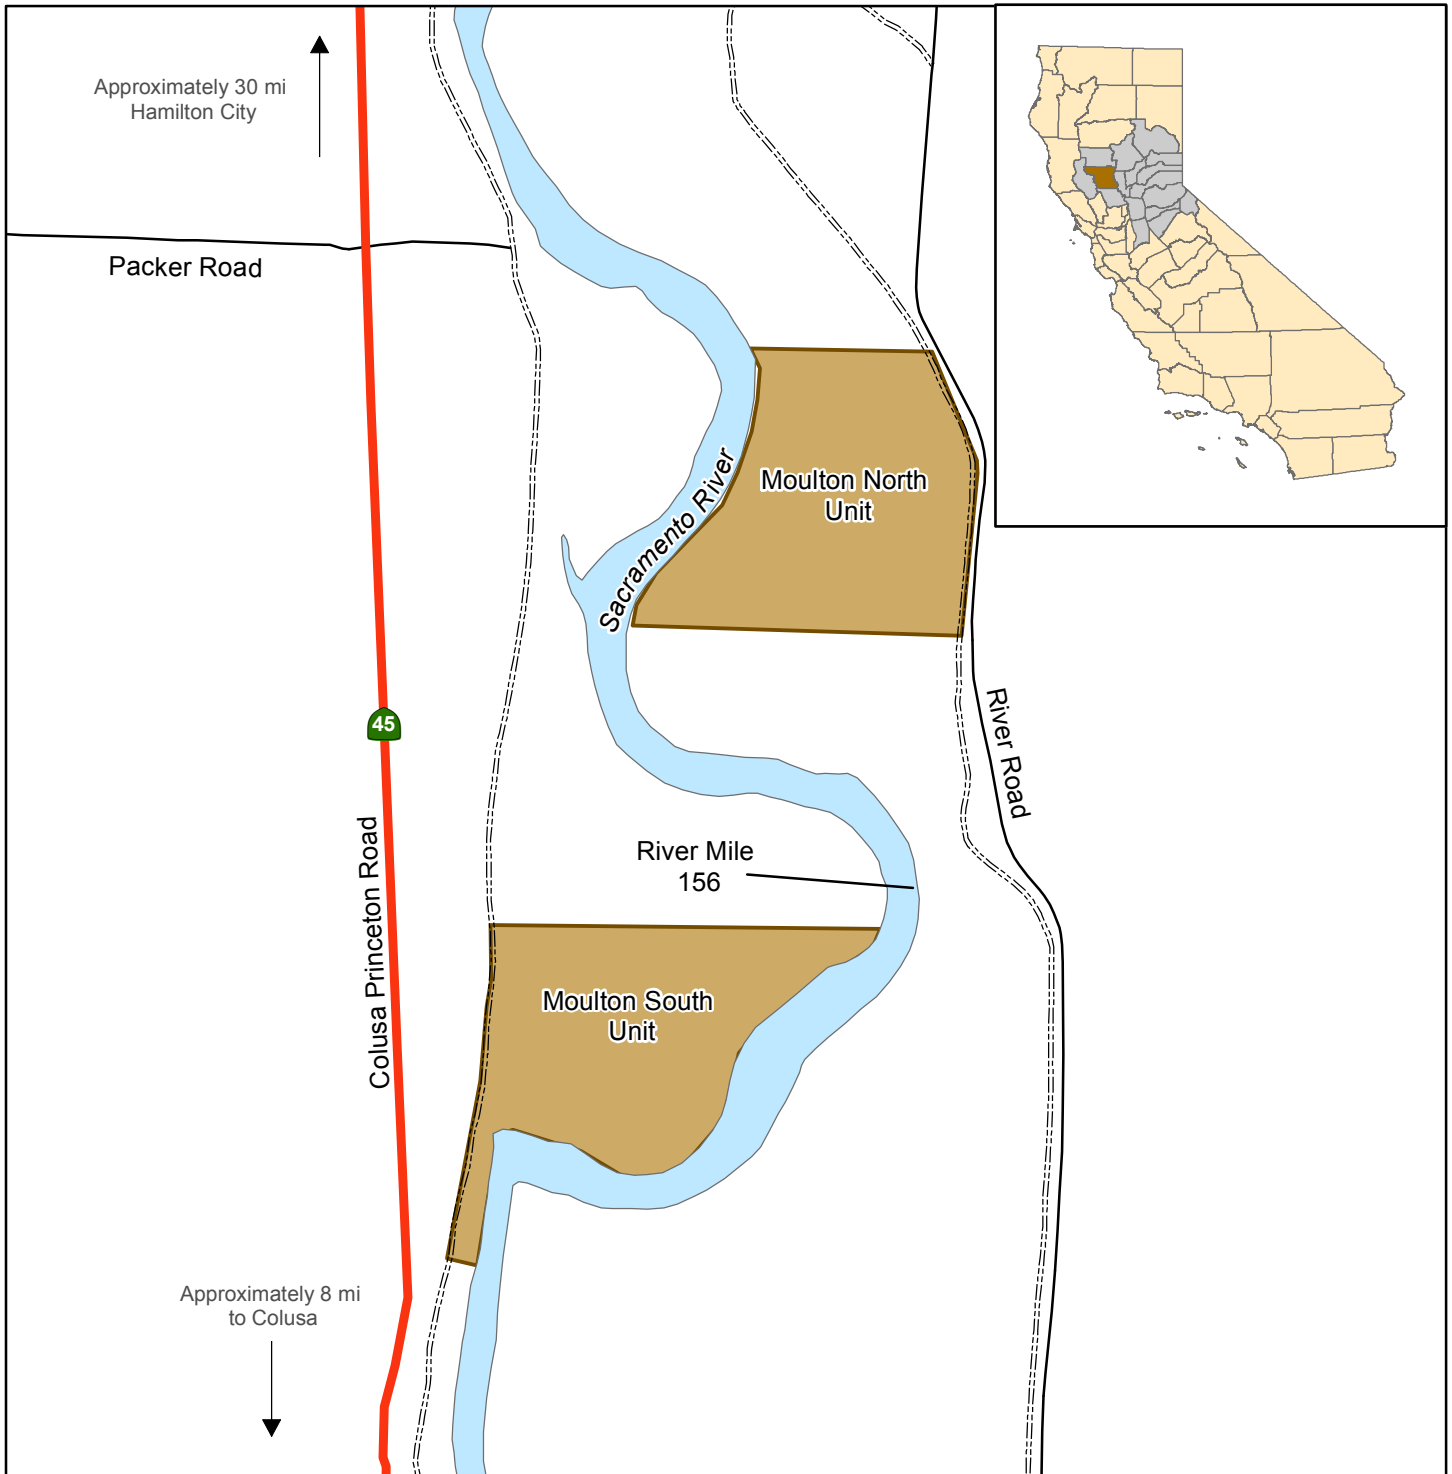 Approximately 30 mi
Hamilton City
Packer Road
Moulton North
Unit
Sacramento River
45
River Road
River Mile
156
Colusa Princeton Road
Moulton South
Unit
Approximately 8 mi
to Colusa